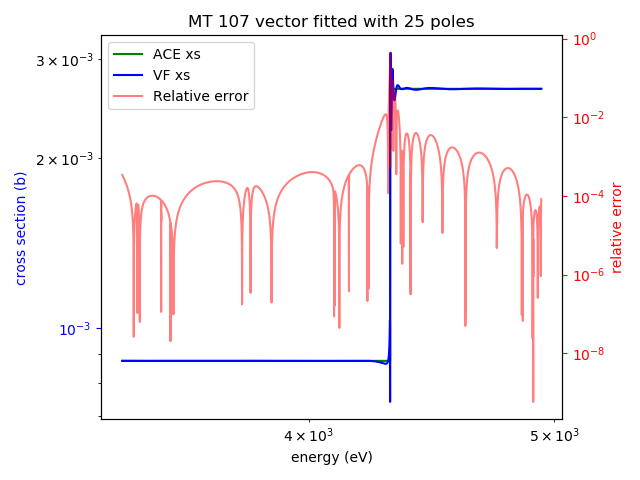 MT 107 vector fitted with 25 poles
ACE xs
VF xs
Relative error
3 × 10⁻³
2 × 10⁻³
10⁻³
cross section (b)
10⁰
10⁻²
10⁻⁴
10⁻⁶
10⁻⁸
relative error
4 × 10³
5 × 10³
energy (eV)